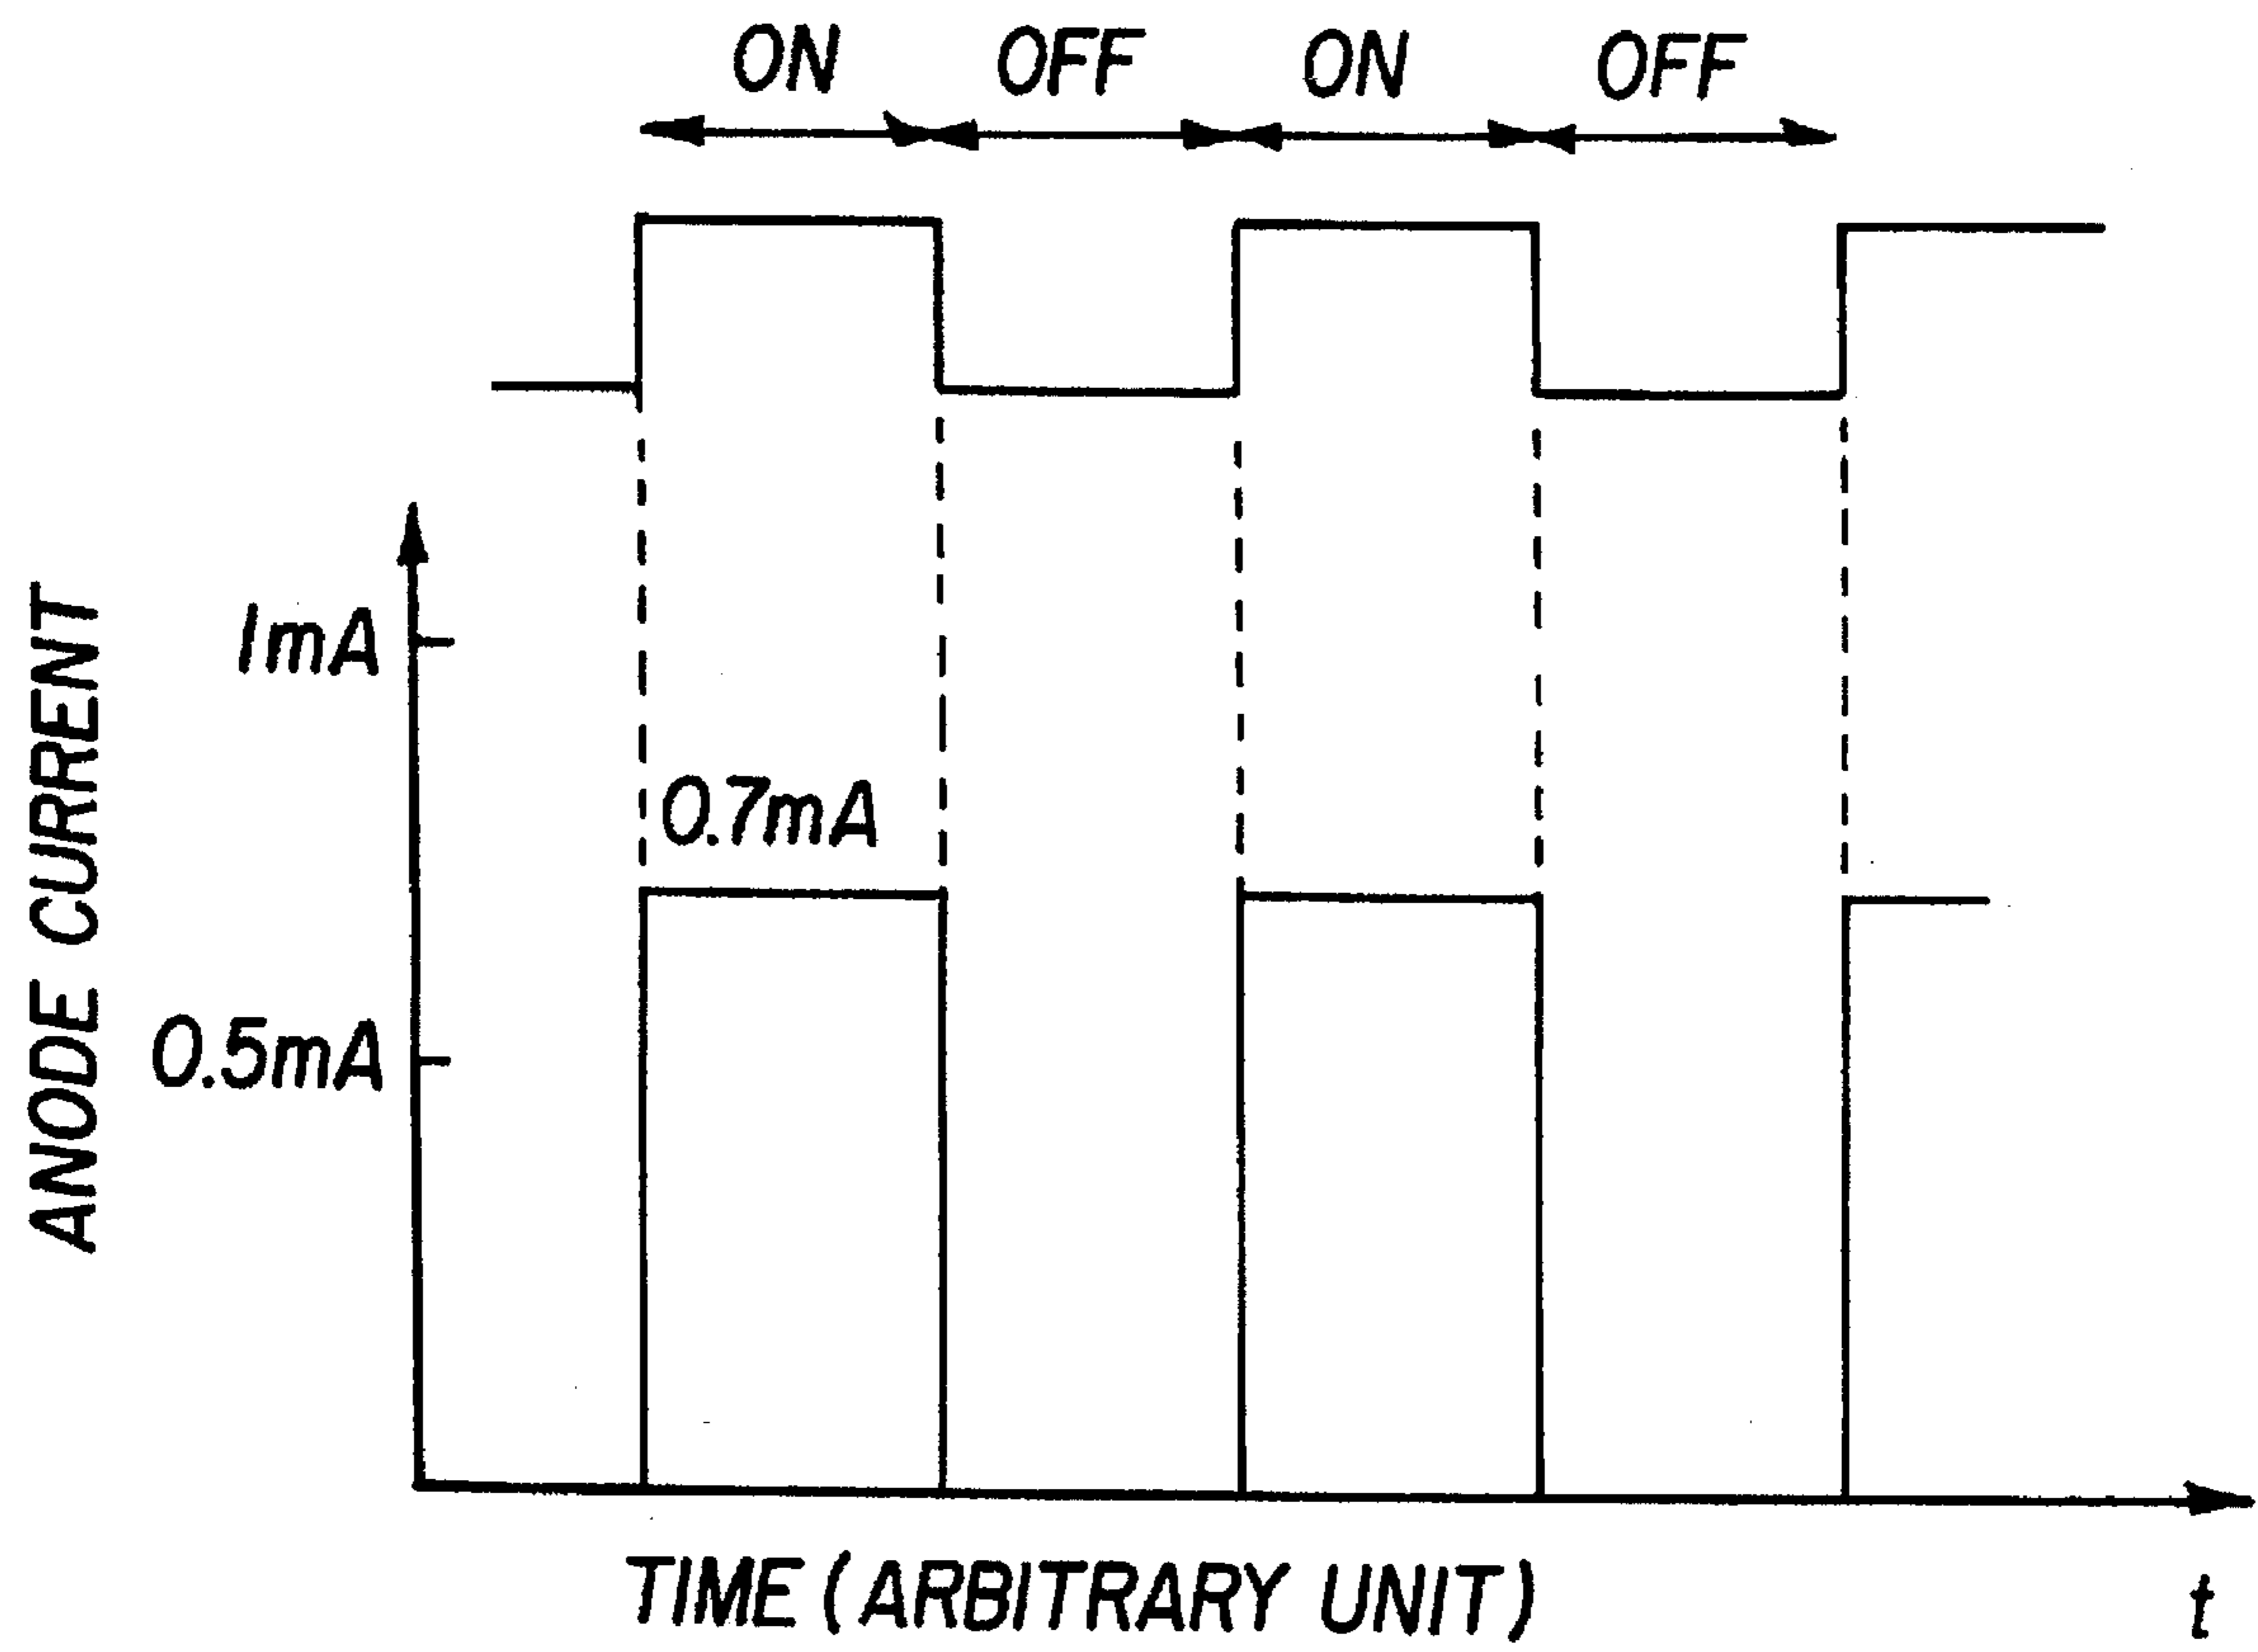 ON OFF ON OFF
1mA
0.7mA
0.5mA
ANODE CURRENT
TIME (ARBITRARY UNIT)
t